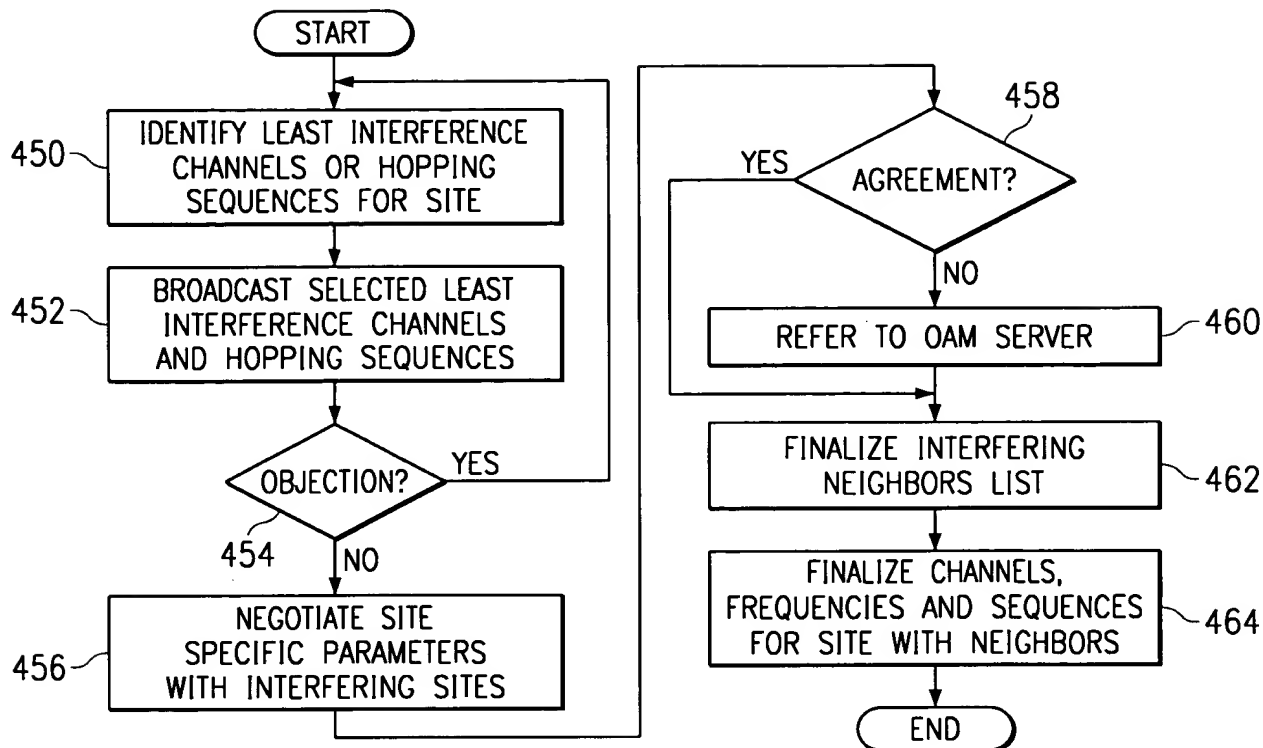 START
450
IDENTIFY LEAST INTERFERENCE
CHANNELS OR HOPPING
SEQUENCES FOR SITE
452
BROADCAST SELECTED LEAST
INTERFERENCE CHANNELS
AND HOPPING SEQUENCES
OBJECTION?
YES
454
NO
456
NEGOTIATE SITE
SPECIFIC PARAMETERS
WITH INTERFERING SITES
458
YES
AGREEMENT?
NO
REFER TO OAM SERVER
460
FINALIZE INTERFERING
NEIGHBORS LIST
462
FINALIZE CHANNELS,
FREQUENCIES AND SEQUENCES
FOR SITE WITH NEIGHBORS
464
END